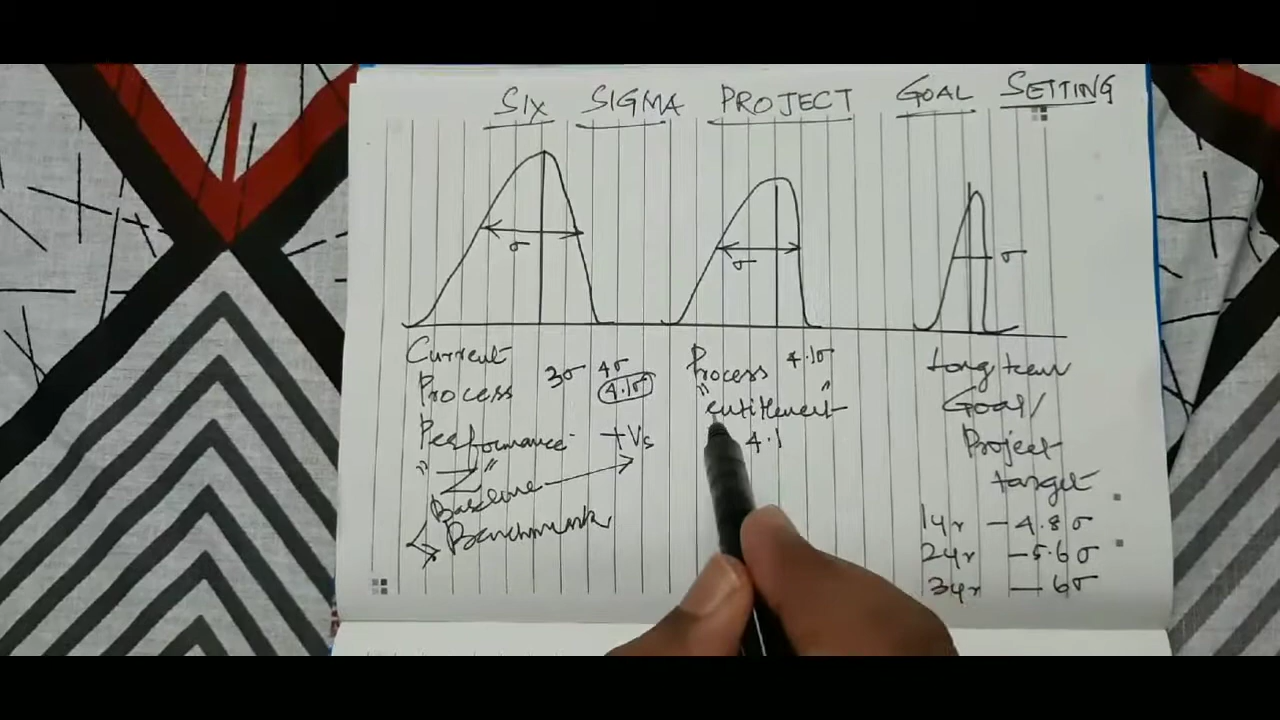 SIX SIGMA PROJECT GOAL SETTING
σ
σ
σ
Current
Process 3σ 4σ
4.1σ
Performance +Vs
"Z"
Baseline
Benchmark
Process 4.1σ
"entitlement"
4.1
Long term
Goal/
Project
target
1yr - 4.8σ
2yr - 5.6σ
3yr - 6σ